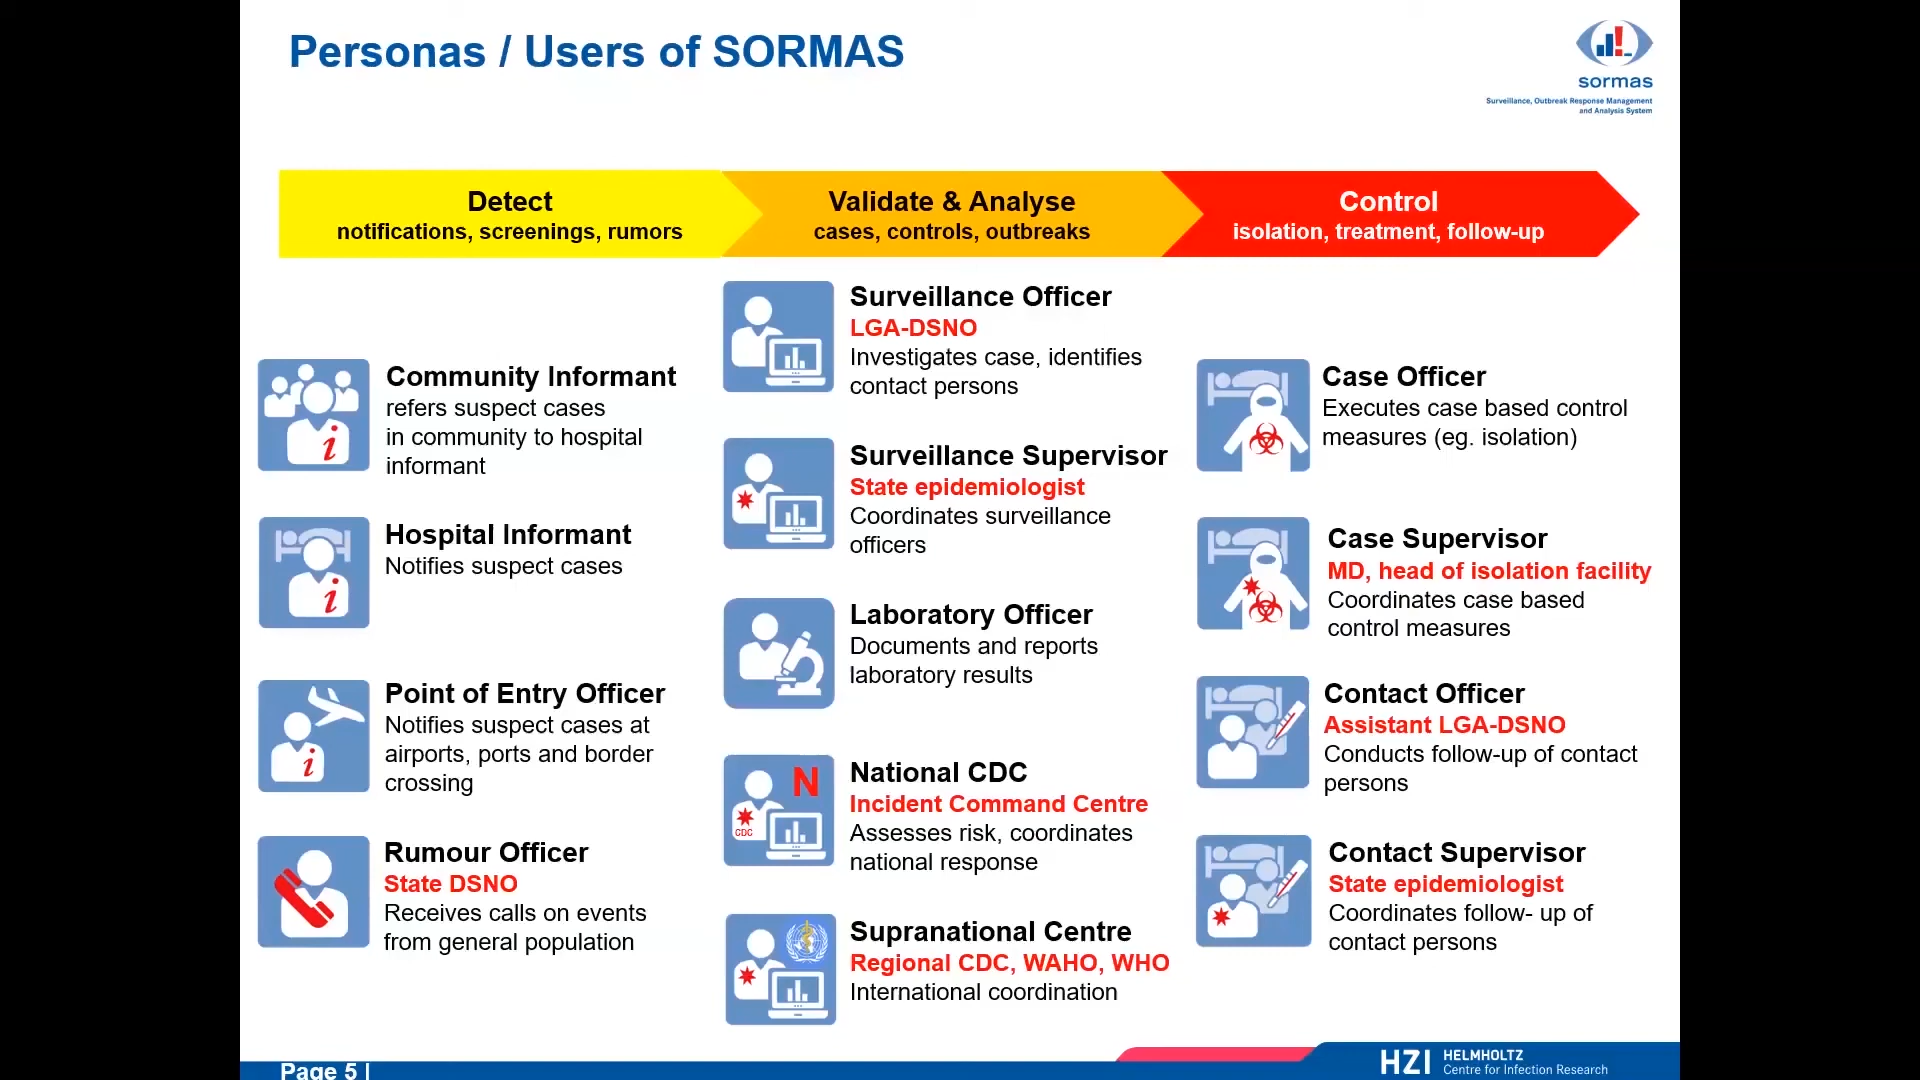 Personas / Users of SORMAS
sormas
Surveillance, Outbreak Response Management
and Analysis System
Detect
notifications, screenings, rumors
Validate & Analyse
cases, controls, outbreaks
Control
isolation, treatment, follow-up
Community Informant
refers suspect cases
in community to hospital
informant
Hospital Informant
Notifies suspect cases
Point of Entry Officer
Notifies suspect cases at
airports, ports and border
crossing
Rumour Officer
State DSNO
Receives calls on events
from general population
Surveillance Officer
LGA-DSNO
Investigates case, identifies
contact persons
Surveillance Supervisor
State epidemiologist
Coordinates surveillance
officers
Laboratory Officer
Documents and reports
laboratory results
N
CDC
National CDC
Incident Command Centre
Assesses risk, coordinates
national response
Supranational Centre
Regional CDC, WAHO, WHO
International coordination
Case Officer
Executes case based control
measures (eg. isolation)
Case Supervisor
MD, head of isolation facility
Coordinates case based
control measures
Contact Officer
Assistant LGA-DSNO
Conducts follow-up of contact
persons
Contact Supervisor
State epidemiologist
Coordinates follow- up of
contact persons
i
i
i
Page 5 |
HZI HELMHOLTZ
Centre for Infection Research